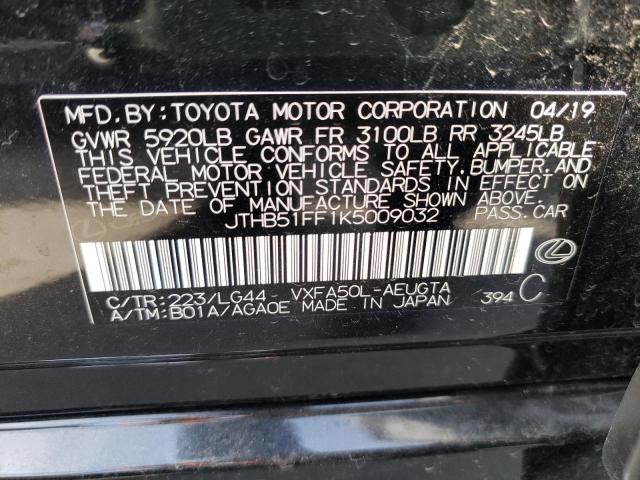 MFD. BY: TOYOTA MOTOR CORPORATION 04/19
GVWR 5920LB GAWR FR 3100LB RR 3245LB
THIS VEHICLE CONFORMS TO ALL APPLICABLE
FEDERAL MOTOR VEHICLE SAFETY, BUMPER, AND
THEFT PREVENTION STANDARDS IN EFFECT ON
THE DATE OF MANUFACTURE SHOWN ABOVE.
JTHB51FF1K5009032 PASS. CAR
C/TR: 223/LG44 VXFA50L-AEUGTA
A/TM: B01A/AGA0E MADE IN JAPAN 394 C